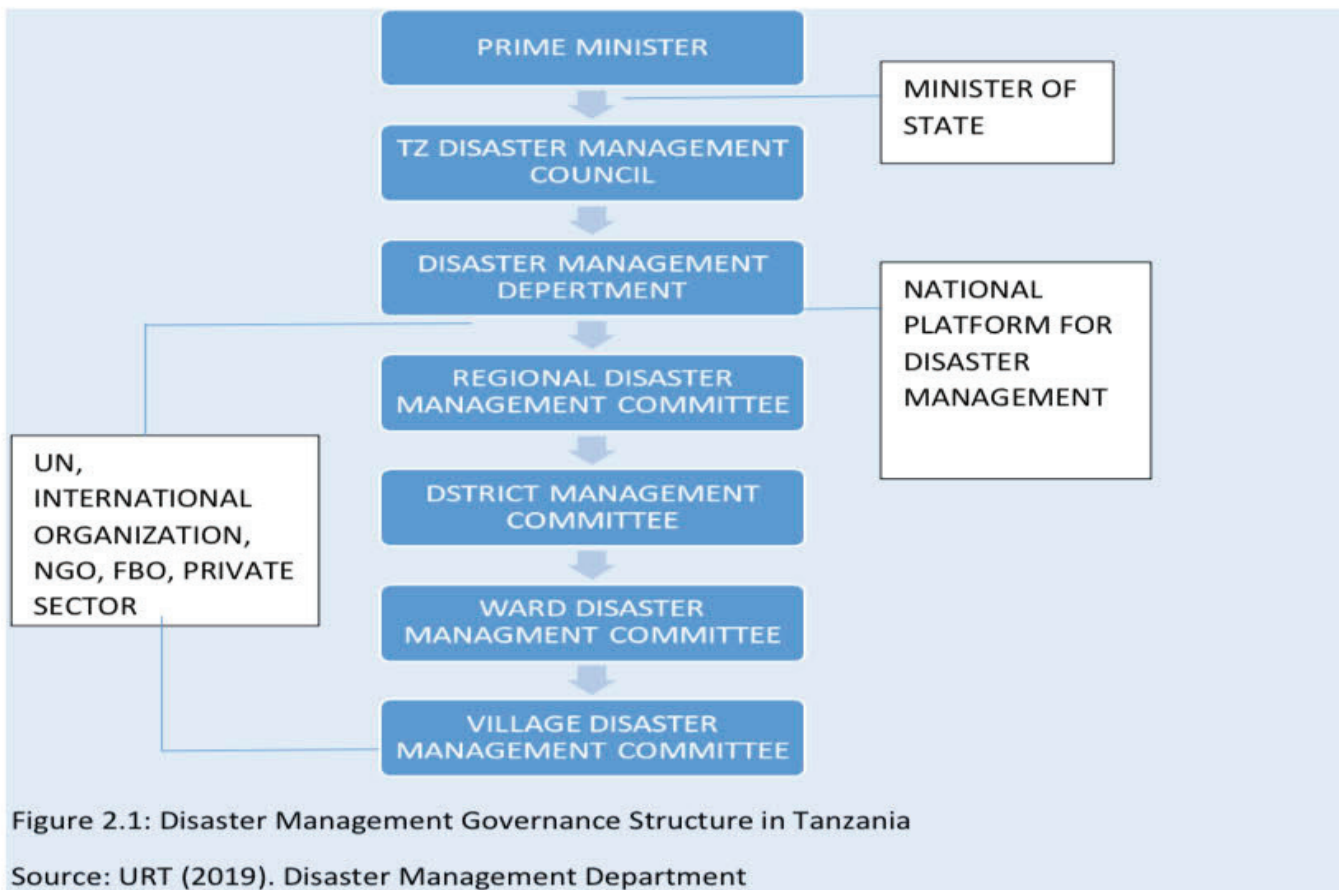 PRIME MINISTER
MINISTER OF
STATE
TZ DISASTER MANAGEMENT
COUNCIL
DISASTER MANAGEMENT
DEPERTMENT
NATIONAL
PLATFORM FOR
DISASTER
MANAGEMENT
REGIONAL DISASTER
MANAGEMENT COMMITTEE
UN,
INTERNATIONAL
ORGANIZATION,
NGO, FBO, PRIVATE
SECTOR
DSTRICT MANAGEMENT
COMMITTEE
WARD DISASTER
MANAGMENT COMMITTEE
VILLAGE DISASTER
MANAGEMENT COMMITTEE
Figure 2.1: Disaster Management Governance Structure in Tanzania
Source: URT (2019). Disaster Management Department